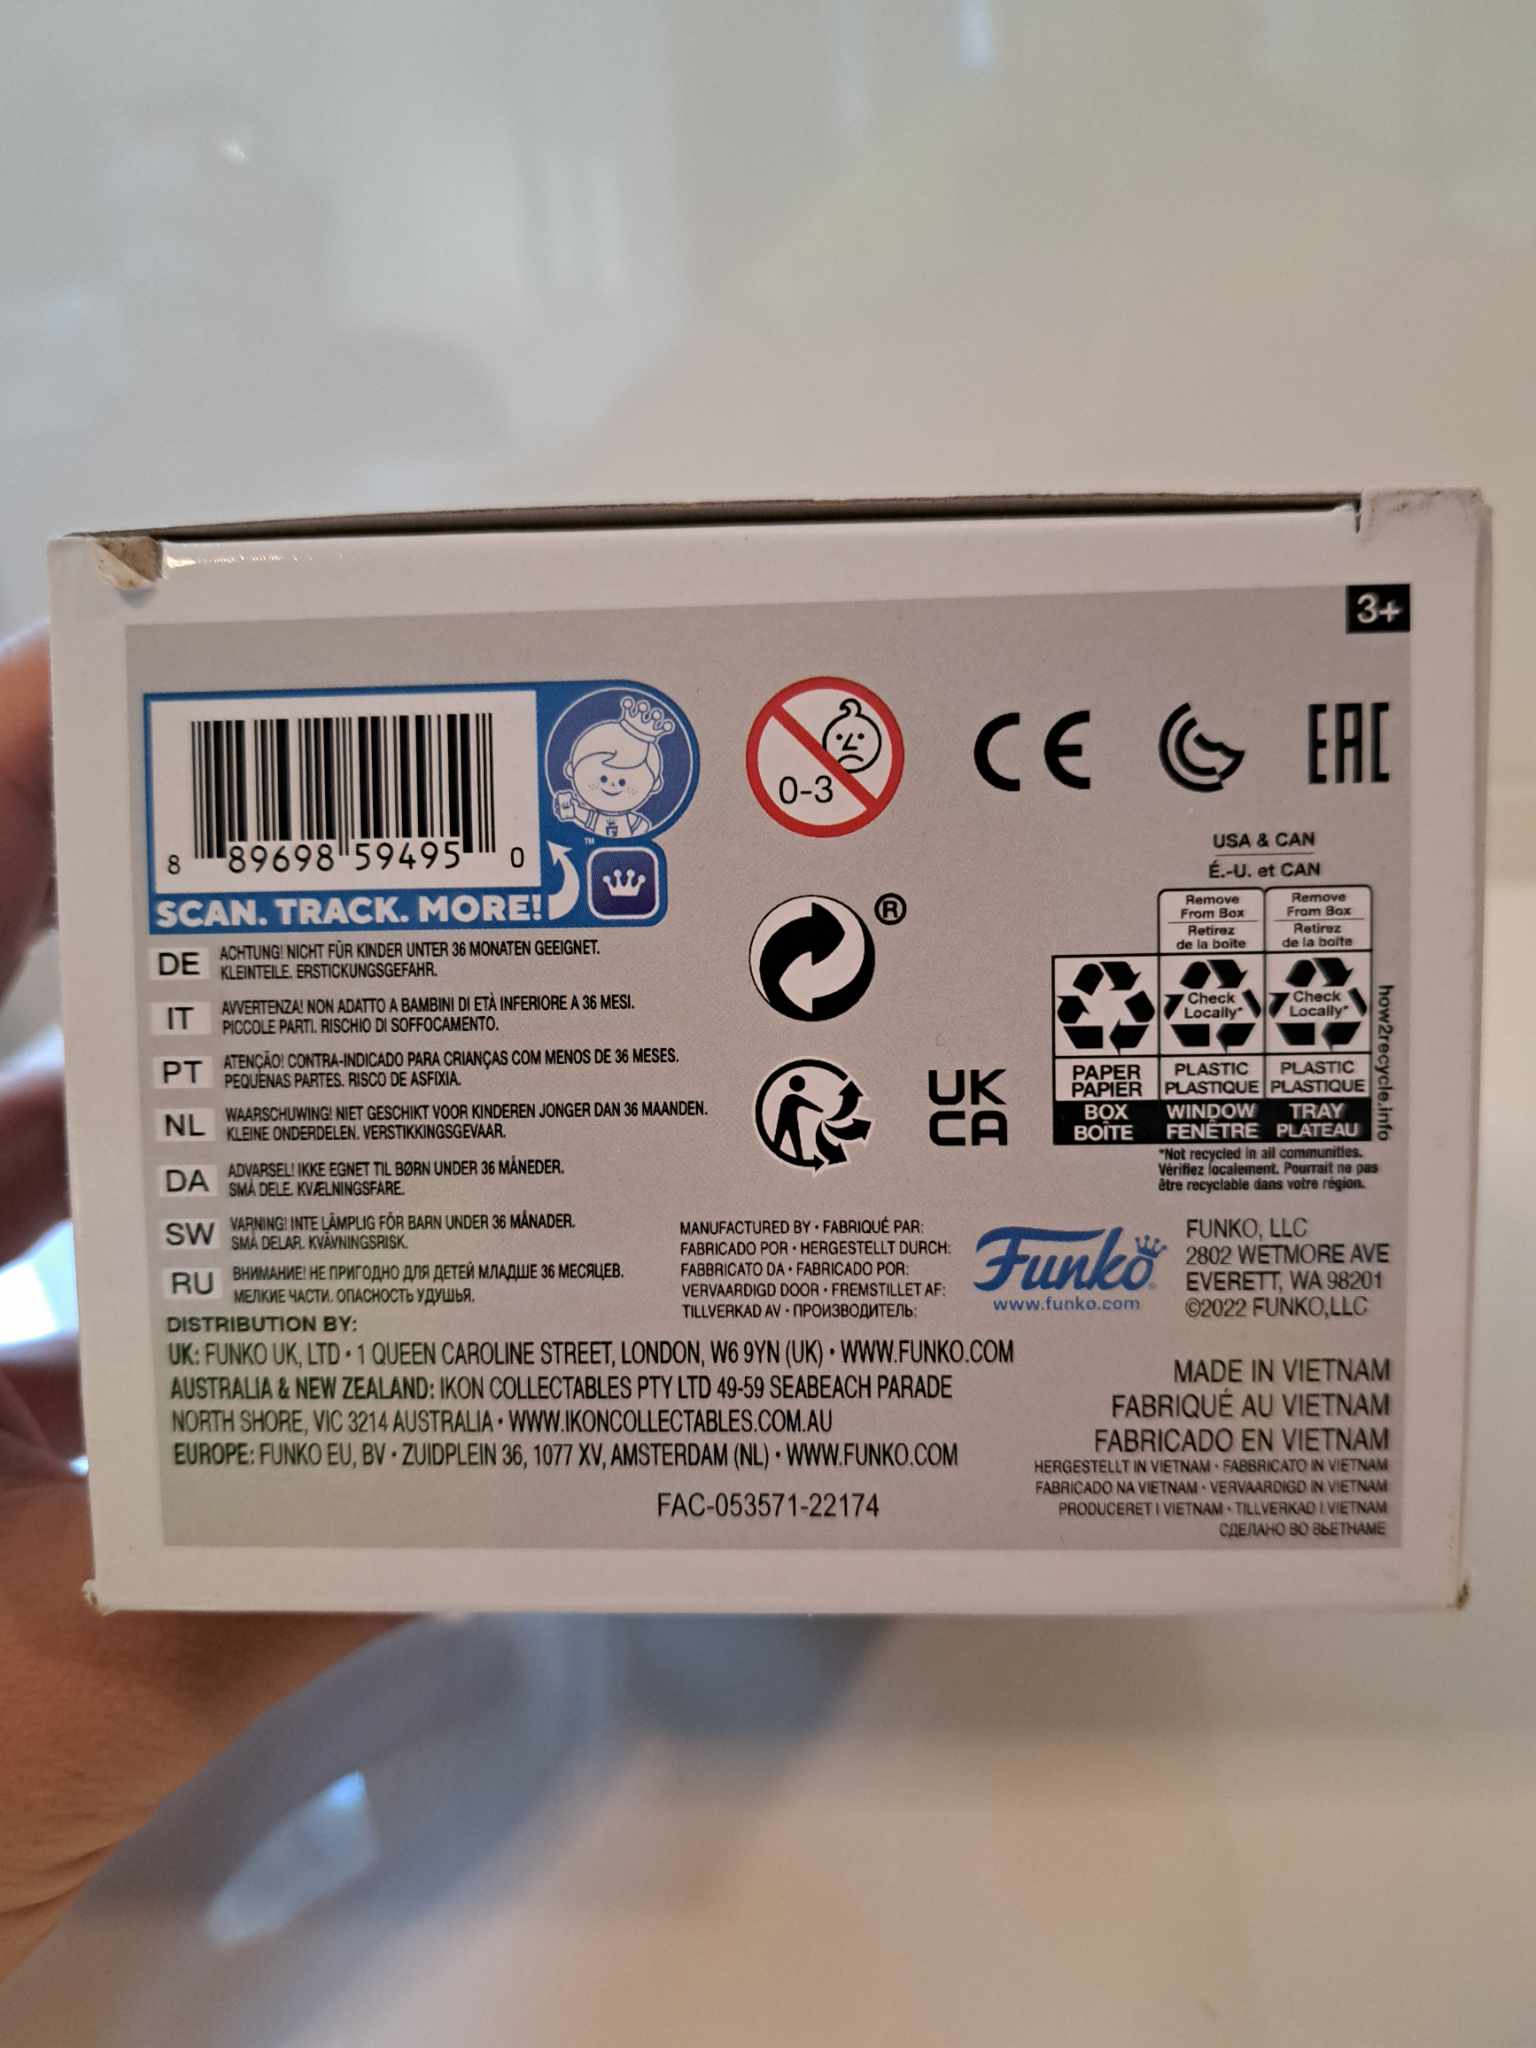 3+
8 89698 59495 0
™
SCAN. TRACK. MORE!
0-3
CE
EAC
®
UK
CA
USA & CAN
É.-U. et CAN
Remove
From Box
Retirez
de la boîte
Remove
From Box
Retirez
de la boîte
Check
Locally*
Check
Locally*
PAPER
PAPIER
PLASTIC
PLASTIQUE
PLASTIC
PLASTIQUE
BOX
BOÎTE
WINDOW
FENÊTRE
TRAY
PLATEAU
how2recycle.info
*Not recycled in all communities.
Vérifiez localement. Pourrait ne pas
être recyclable dans votre région.
DE ACHTUNG! NICHT FÜR KINDER UNTER 36 MONATEN GEEIGNET.
KLEINTEILE. ERSTICKUNGSGEFAHR.
IT AVVERTENZA! NON ADATTO A BAMBINI DI ETÀ INFERIORE A 36 MESI.
PICCOLE PARTI. RISCHIO DI SOFFOCAMENTO.
PT ATENÇÃO! CONTRA-INDICADO PARA CRIANÇAS COM MENOS DE 36 MESES.
PEQUENAS PARTES. RISCO DE ASFIXIA.
NL WAARSCHUWING! NIET GESCHIKT VOOR KINDEREN JONGER DAN 36 MAANDEN.
KLEINE ONDERDELEN. VERSTIKKINGSGEVAAR.
DA ADVARSEL! IKKE EGNET TIL BØRN UNDER 36 MÅNEDER.
SMÅ DELE. KVÆLNINGSFARE.
SW VARNING! INTE LÄMPLIG FÖR BARN UNDER 36 MÅNADER.
SMÅ DELAR. KVÄVNINGSRISK.
RU ВНИМАНИЕ! НЕ ПРИГОДНО ДЛЯ ДЕТЕЙ МЛАДШЕ 36 МЕСЯЦЕВ.
МЕЛКИЕ ЧАСТИ. ОПАСНОСТЬ УДУШЬЯ.
MANUFACTURED BY • FABRIQUÉ PAR:
FABRICADO POR • HERGESTELLT DURCH:
FABBRICATO DA • FABRICADO POR:
VERVAARDIGD DOOR • FREMSTILLET AF:
TILLVERKAD AV • ПРОИЗВОДИТЕЛЬ:
Funko®
www.funko.com
FUNKO, LLC
2802 WETMORE AVE
EVERETT, WA 98201
©2022 FUNKO,LLC
DISTRIBUTION BY:
UK: FUNKO UK, LTD • 1 QUEEN CAROLINE STREET, LONDON, W6 9YN (UK) • WWW.FUNKO.COM
AUSTRALIA & NEW ZEALAND: IKON COLLECTABLES PTY LTD 49-59 SEABEACH PARADE
NORTH SHORE, VIC 3214 AUSTRALIA • WWW.IKONCOLLECTABLES.COM.AU
EUROPE: FUNKO EU, BV • ZUIDPLEIN 36, 1077 XV, AMSTERDAM (NL) • WWW.FUNKO.COM
FAC-053571-22174
MADE IN VIETNAM
FABRIQUÉ AU VIETNAM
FABRICADO EN VIETNAM
HERGESTELLT IN VIETNAM • FABBRICATO IN VIETNAM
FABRICADO NA VIETNAM • VERVAARDIGD IN VIETNAM
PRODUCERET I VIETNAM • TILLVERKAD I VIETNAM
СДЕЛАНО ВО ВЬЕТНАМЕ